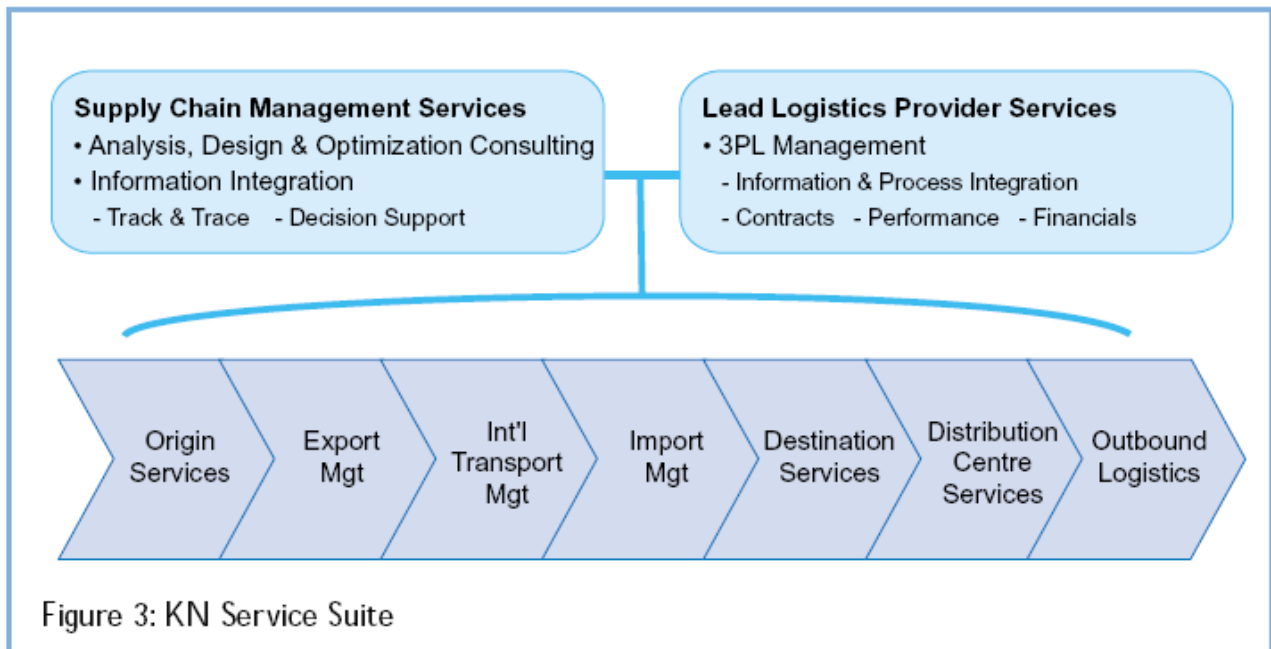 Supply Chain Management Services
• Analysis, Design & Optimization Consulting
• Information Integration
- Track & Trace - Decision Support
Lead Logistics Provider Services
• 3PL Management
- Information & Process Integration
- Contracts - Performance - Financials
Origin
Services
Export
Mgt
Int'l
Transport
Mgt
Import
Mgt
Destination
Services
Distribution
Centre
Services
Outbound
Logistics
Figure 3: KN Service Suite